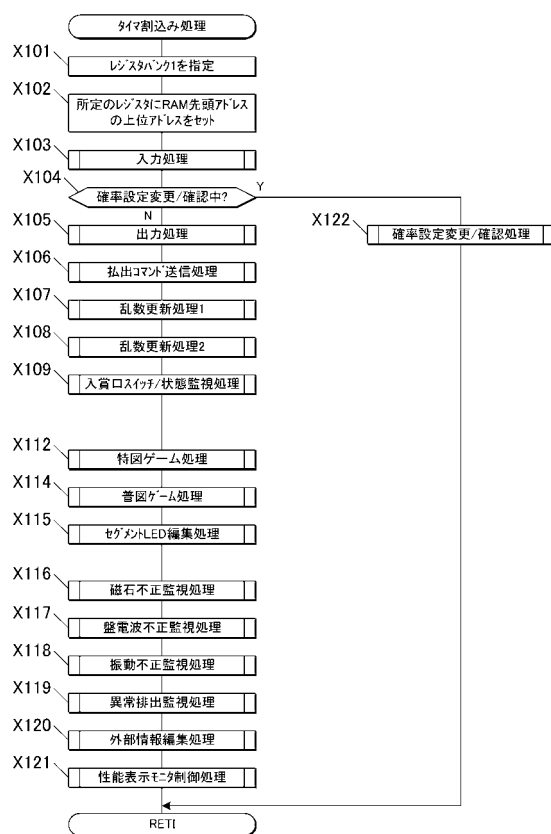 タイマ割込み処理
X101
レジスタバンク1を指定
X102
所定のレジスタにRAM先頭アドレス
の上位アドレスをセット
X103
入力処理
X104
確率設定変更/確認中?
Y
N
X105
出力処理
X122
確率設定変更/確認処理
X106
払出コマンド送信処理
X107
乱数更新処理1
X108
乱数更新処理2
X109
入賞口スイッチ/状態監視処理
X112
特図ゲーム処理
X114
普図ゲーム処理
X115
セグメントLED編集処理
X116
磁石不正監視処理
X117
盤電波不正監視処理
X118
振動不正監視処理
X119
異常排出監視処理
X120
外部情報編集処理
X121
性能表示モニタ制御処理
RETI